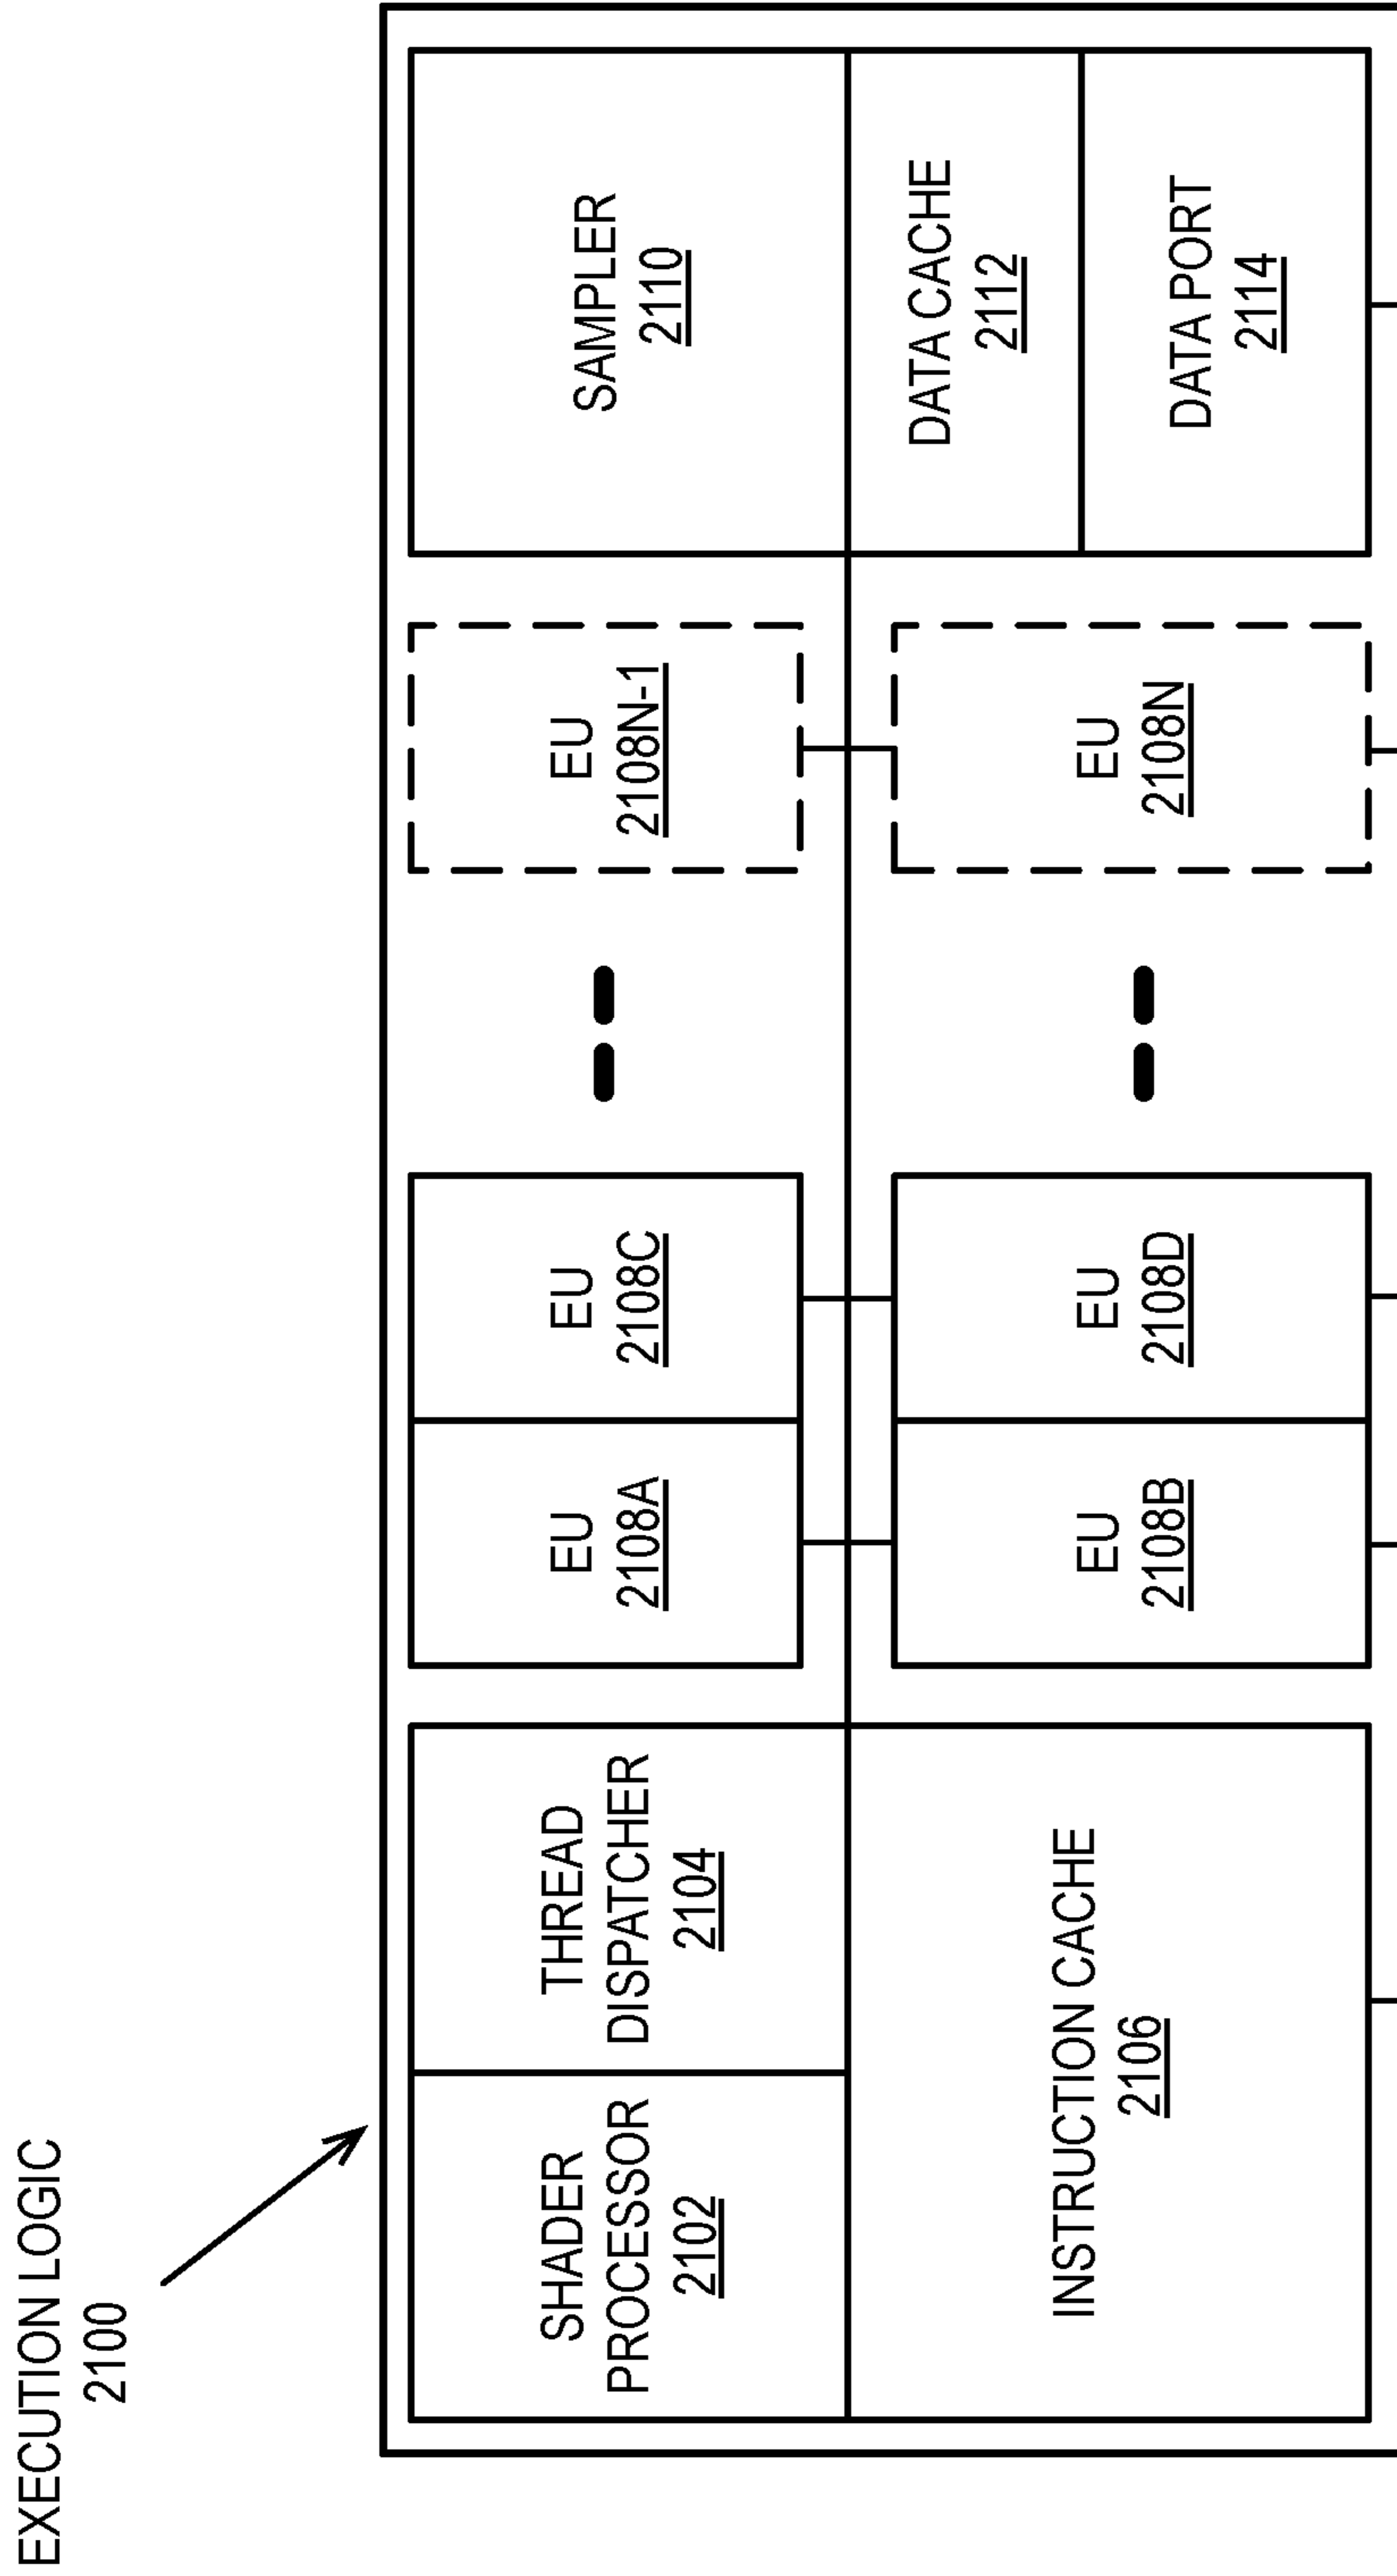 EXECUTION LOGIC
2100
SHADER
PROCESSOR
2102
THREAD
DISPATCHER
2104
INSTRUCTION CACHE
2106
EU
2108A
EU
2108C
EU
2108B
EU
2108D
EU
2108N-1
EU
2108N
SAMPLER
2110
DATA CACHE
2112
DATA PORT
2114